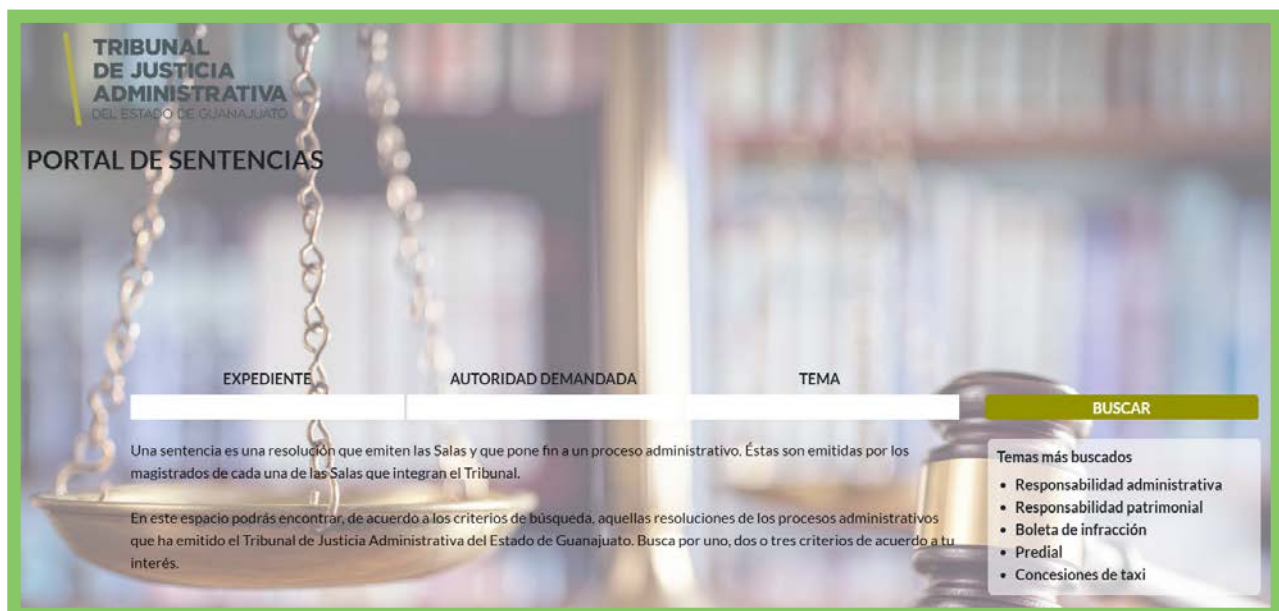 TRIBUNAL
DE JUSTICIA
ADMINISTRATIVA
DEL ESTADO DE GUANAJUATO
PORTAL DE SENTENCIAS
EXPEDIENTE
AUTORIDAD DEMANDADA
TEMA
BUSCAR
Una sentencia es una resolución que emiten las Salas y que pone fin a un proceso administrativo. Éstas son emitidas por los
magistrados de cada una de las Salas que integran el Tribunal.
En este espacio podrás encontrar, de acuerdo a los criterios de búsqueda, aquellas resoluciones de los procesos administrativos
que ha emitido el Tribunal de Justicia Administrativa del Estado de Guanajuato. Busca por uno, dos o tres criterios de acuerdo a tu
interés.
Temas más buscados
• Responsabilidad administrativa
• Responsabilidad patrimonial
• Boleta de infracción
• Predial
• Concesiones de taxi